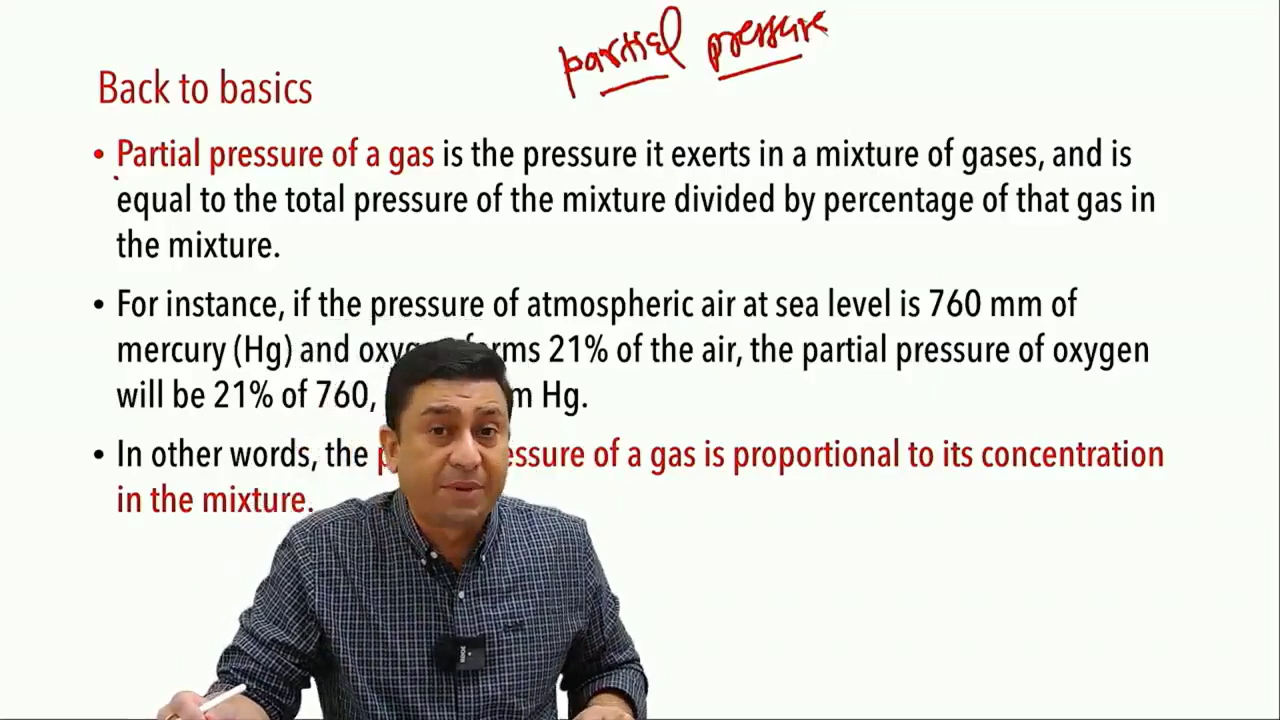 partial pressure
Back to basics
• Partial pressure of a gas is the pressure it exerts in a mixture of gases, and is
equal to the total pressure of the mixture divided by percentage of that gas in
the mixture.
• For instance, if the pressure of atmospheric air at sea level is 760 mm of
mercury (Hg) and forms 21% of the air, the partial pressure of oxygen
will be 21% of 760, Hg.
• In other words, the of a gas is proportional to its concentration
in the mixture.